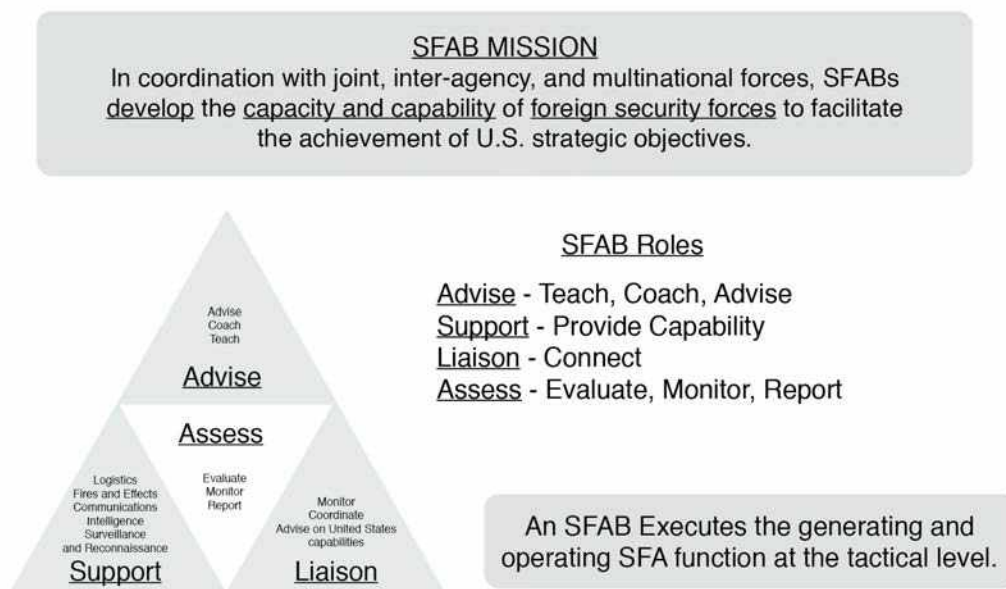 SFAB MISSION
In coordination with joint, inter-agency, and multinational forces, SFABs
develop the capacity and capability of foreign security forces to facilitate
the achievement of U.S. strategic objectives.
Advise
Coach
Teach
Advise
Assess
Evaluate
Monitor
Report
Logistics
Fires and Effects
Communications
Intelligence
Surveillance
and Reconnaissance
Support
Monitor
Coordinate
Advise on United States
capabilities
Liaison
SFAB Roles
Advise - Teach, Coach, Advise
Support - Provide Capability
Liaison - Connect
Assess - Evaluate, Monitor, Report
An SFAB Executes the generating and
operating SFA function at the tactical level.